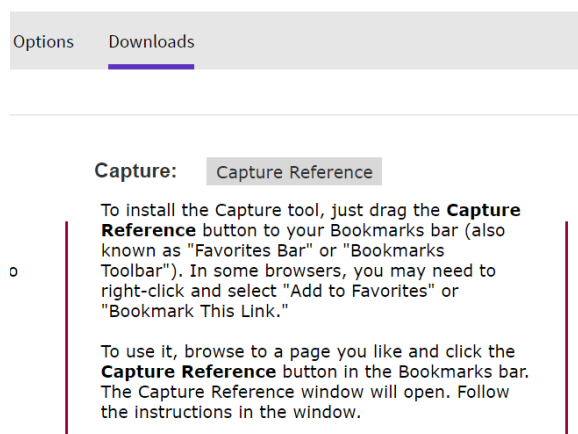 Options Downloads
Capture: Capture Reference
To install the Capture tool, just drag the Capture
Reference button to your Bookmarks bar (also
known as "Favorites Bar" or "Bookmarks
Toolbar"). In some browsers, you may need to
right-click and select "Add to Favorites" or
"Bookmark This Link."
To use it, browse to a page you like and click the
Capture Reference button in the Bookmarks bar.
The Capture Reference window will open. Follow
the instructions in the window.